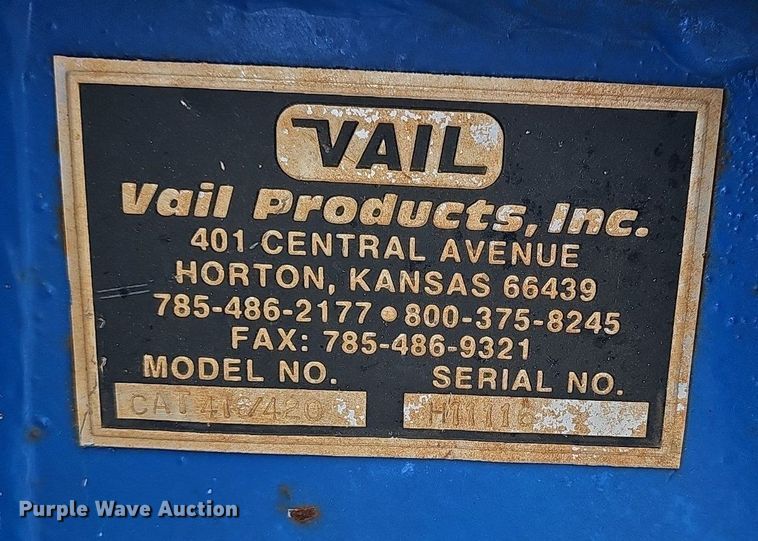 VAIL
Vail Products, Inc.
401 CENTRAL AVENUE
HORTON, KANSAS 66439
785-486-2177 • 800-375-8245
FAX: 785-486-9321
MODEL NO. SERIAL NO.
CAT 416/420
Purple Wave Auction